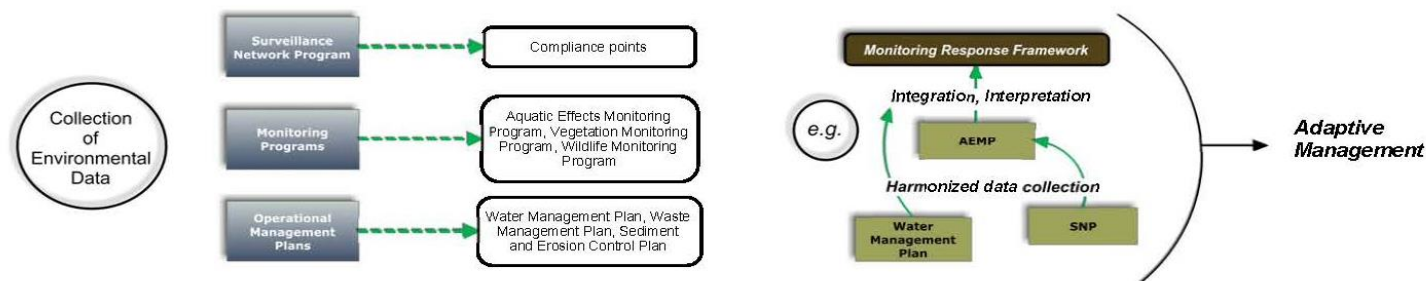 Collection
of
Environmental
Data
Surveillance
Network Program
Compliance points
Monitoring
Programs
Aquatic Effects Monitoring
Program, Vegetation Monitoring
Program, Wildlife Monitoring
Program
Operational
Management
Plans
Water Management Plan, Waste
Management Plan, Sediment
and Erosion Control Plan
e.g.
Monitoring Response Framework
Integration, Interpretation
AEMP
Harmonized data collection
Water
Management
Plan
SNP
Adaptive
Management